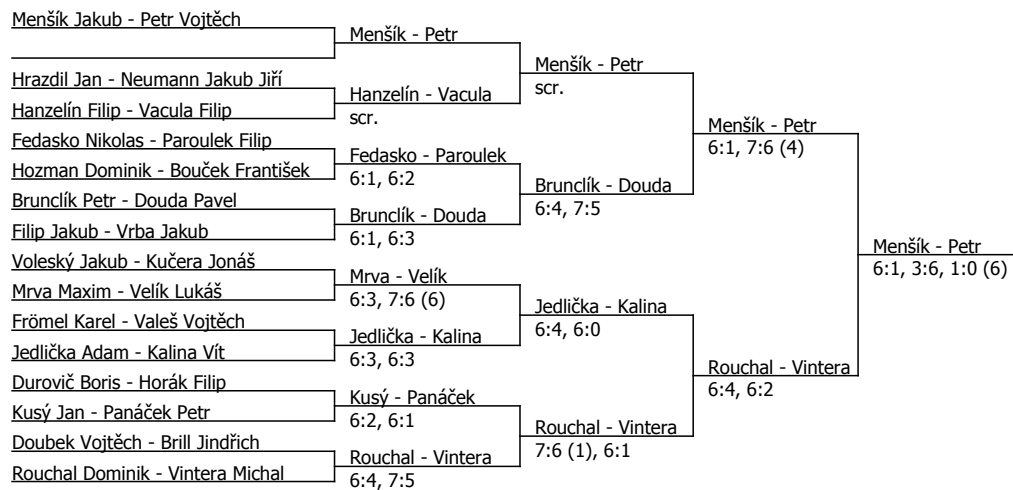 Menšík Jakub - Petr Vojtěch
Hrazdil Jan - Neumann Jakub Jiří
Hanzelín Filip - Vacula Filip
Fedasko Nikolas - Paroulek Filip
Hozman Dominik - Bouček František
Brunclík Petr - Douda Pavel
Filip Jakub - Vrba Jakub
Voleský Jakub - Kučera Jonáš
Mrva Maxim - Velík Lukáš
Frömel Karel - Valeš Vojtěch
Jedlička Adam - Kalina Vít
Durovič Boris - Horák Filip
Kusý Jan - Panáček Petr
Doubek Vojtěch - Brill Jindřich
Rouchal Dominik - Vintera Michal
Menšík - Petr
Hanzelín - Vacula
scr.
Fedasko - Paroulek
6:1, 6:2
Brunclík - Douda
6:1, 6:3
Mrva - Velík
6:3, 7:6 (6)
Jedlička - Kalina
6:3, 6:3
Kusý - Panáček
6:2, 6:1
Rouchal - Vintera
6:4, 7:5
Menšík - Petr
scr.
Brunclík - Douda
6:4, 7:5
Jedlička - Kalina
6:4, 6:0
Rouchal - Vintera
7:6 (1), 6:1
Menšík - Petr
6:1, 7:6 (4)
Rouchal - Vintera
6:4, 6:2
Menšík - Petr
6:1, 3:6, 1:0 (6)